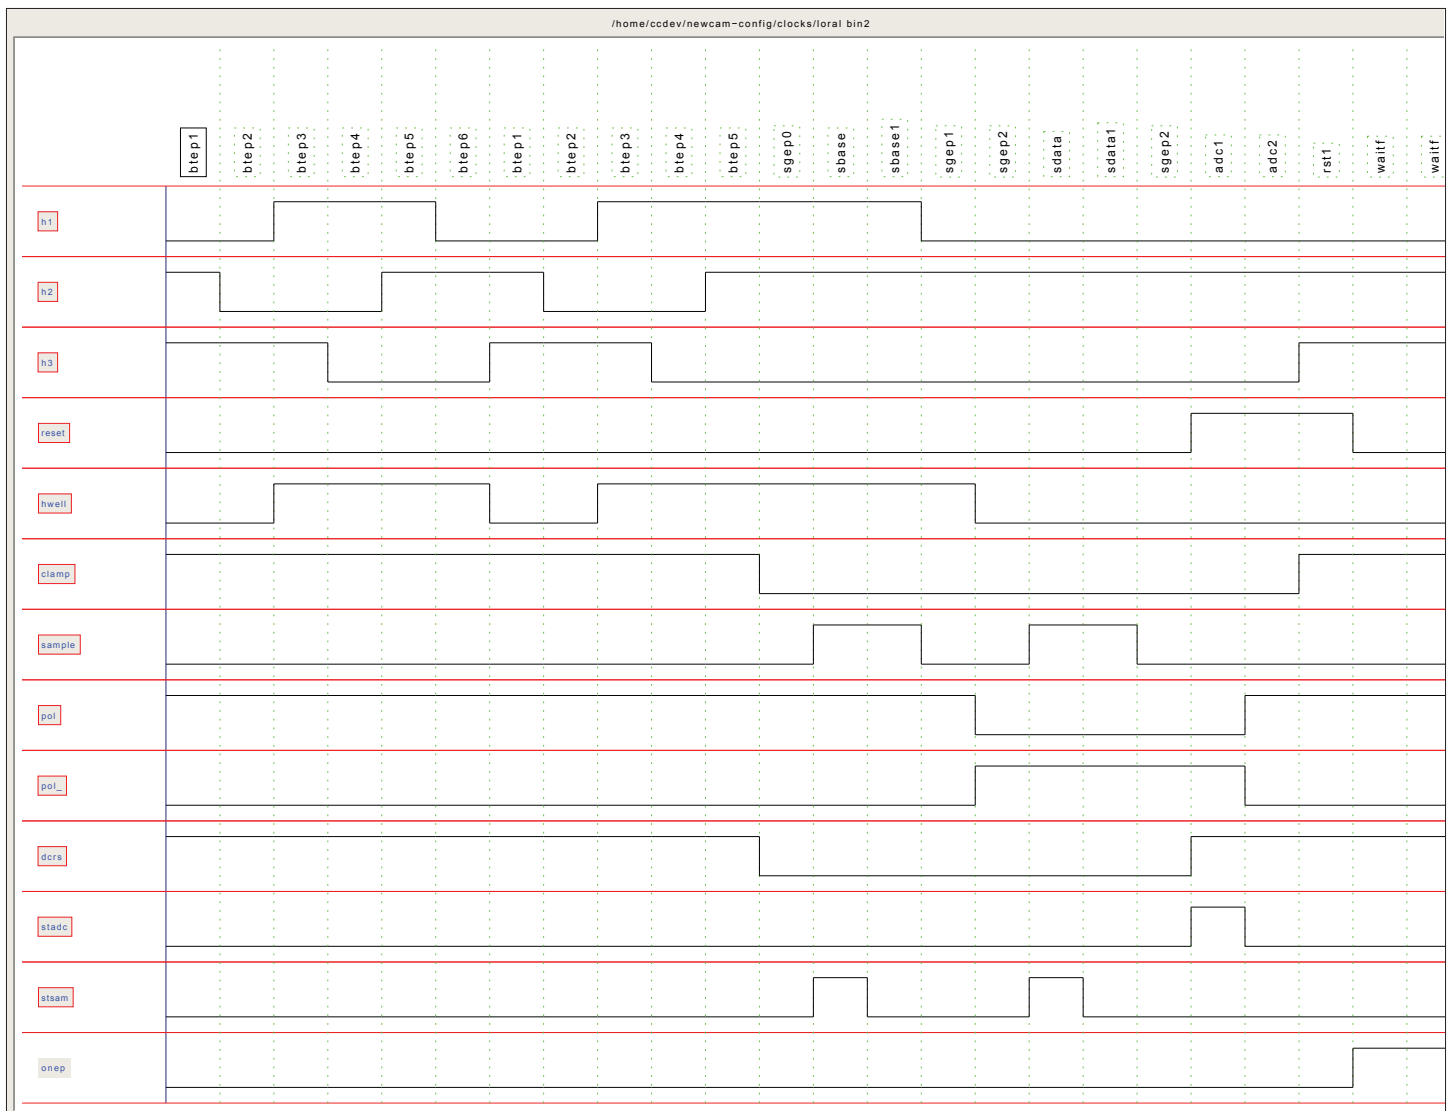 /home/ccdev/newcam-config/clocks/loral bin2
btep1 btep2 btep3 btep4 btep5 btep6 btep1 btep2 btep3 btep4 btep5 sgep0 sbase sbase1 sgep1 sgep2 sdata sdata1 sgep2 adc1 adc2 rst1 waitf waitf
h1
h2
h3
reset
hwell
clamp
sample
pol
pol_
dcrs
stadc
stsam
onep